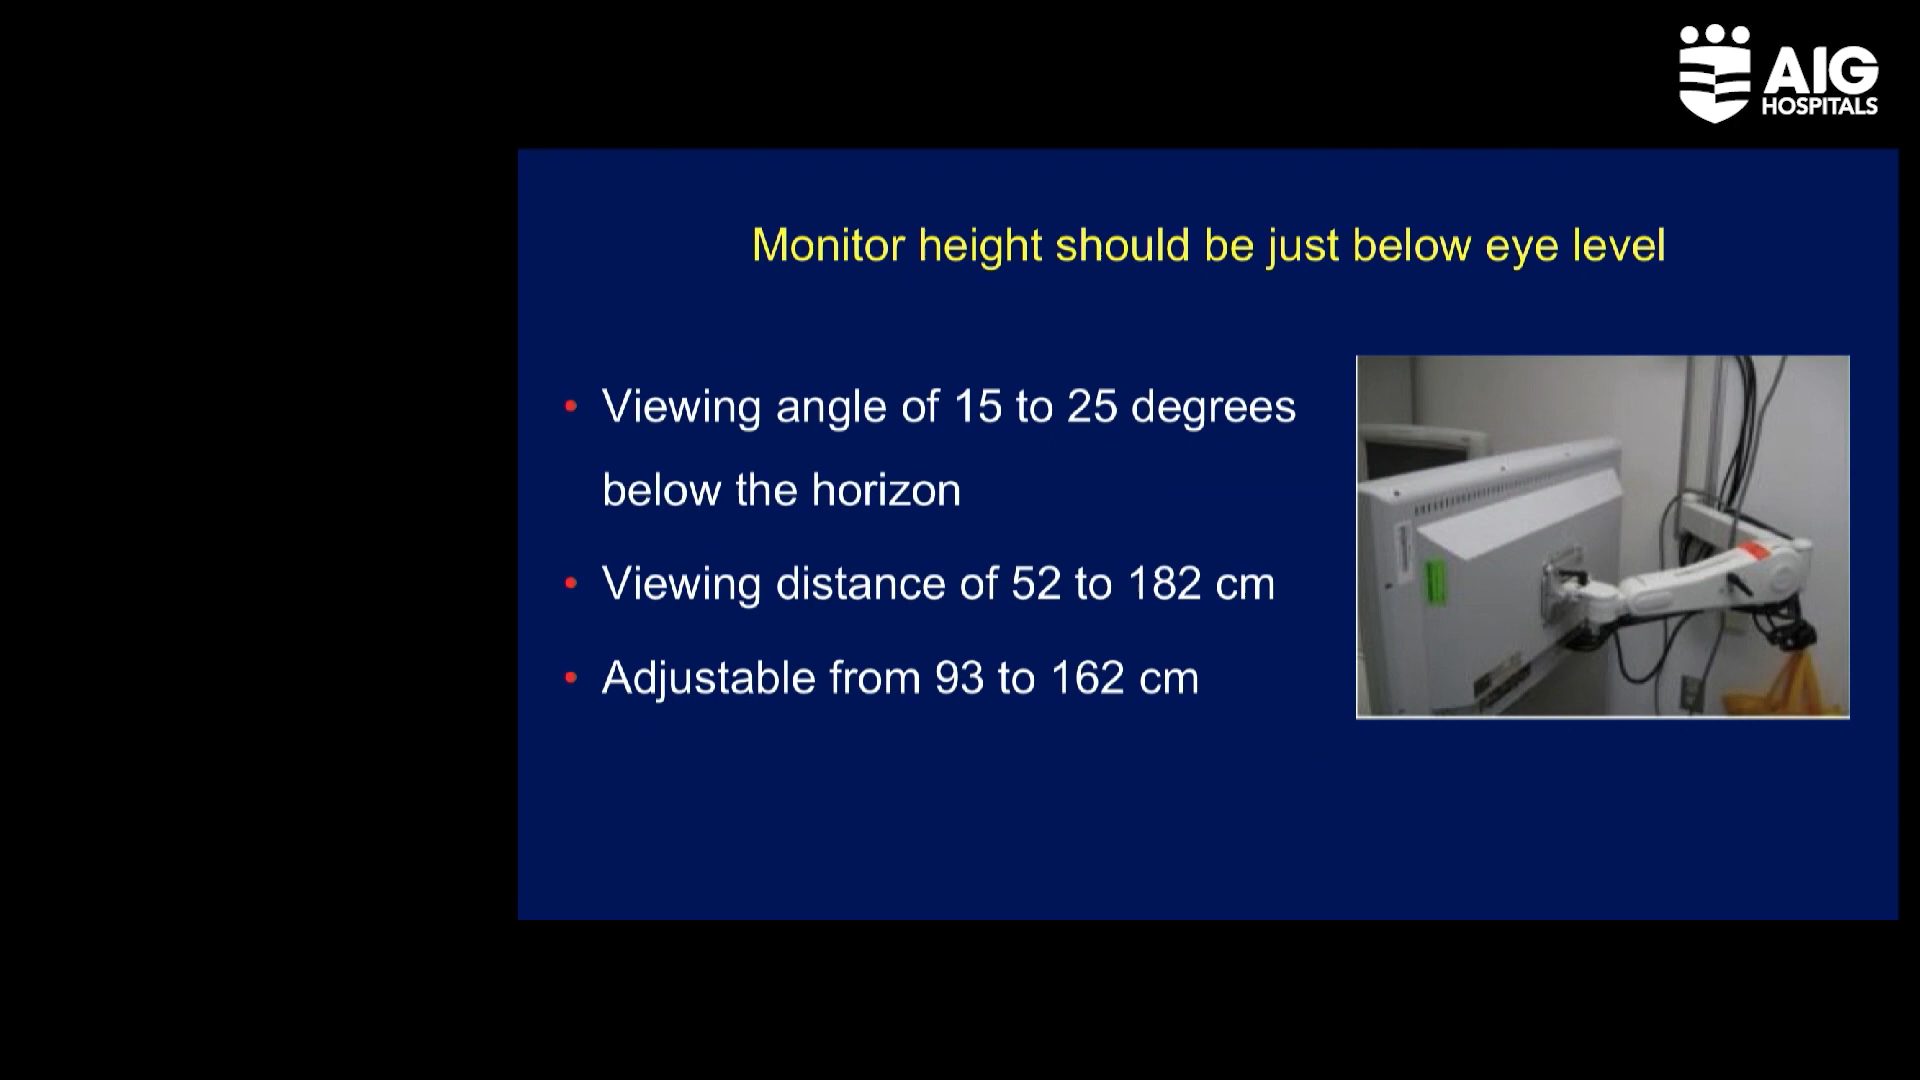 AIG
HOSPITALS
Monitor height should be just below eye level
• Viewing angle of 15 to 25 degrees
below the horizon
• Viewing distance of 52 to 182 cm
• Adjustable from 93 to 162 cm